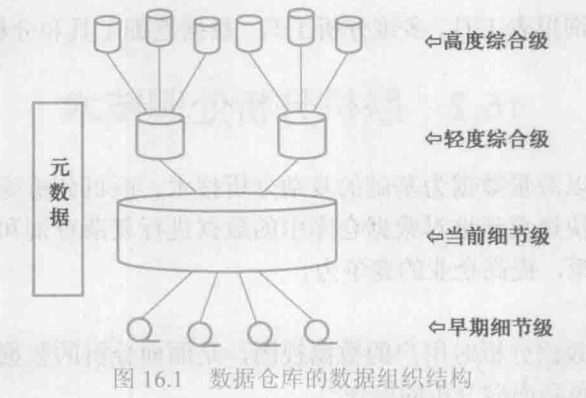 ⇦高度综合级
⇦轻度综合级
元数据
⇦当前细节级
⇦早期细节级
图 16.1 数据仓库的数据组织结构